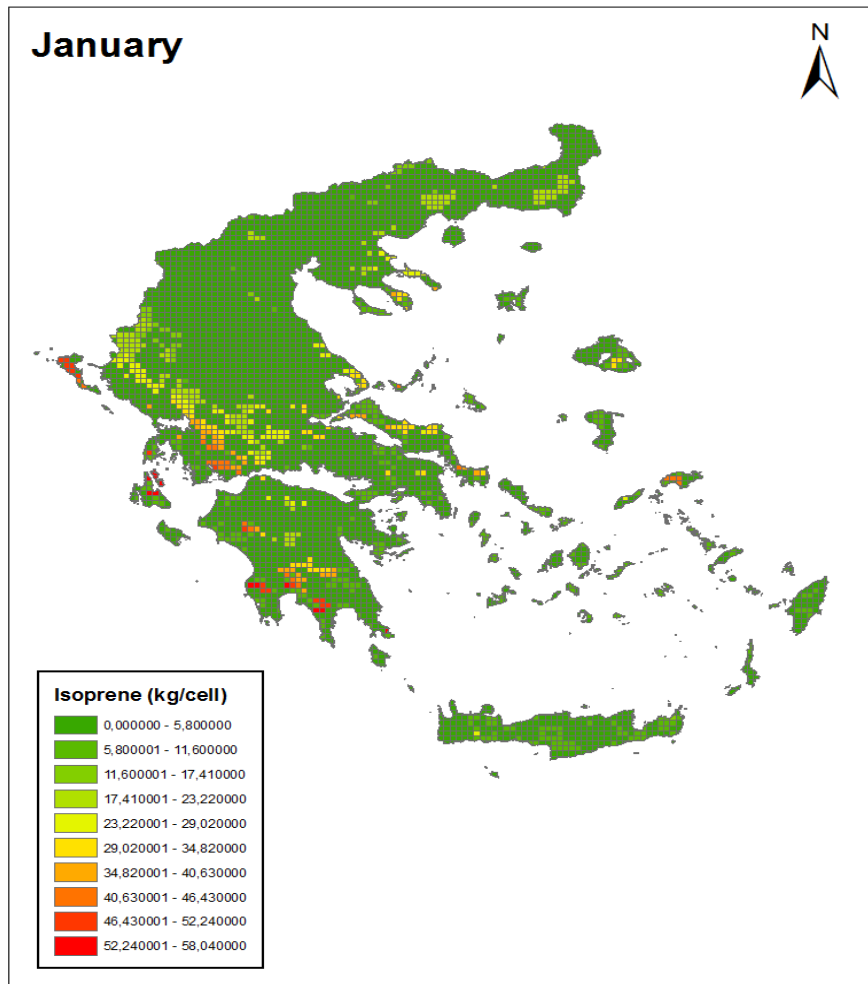 January
N
Isoprene (kg/cell)
0,000000 - 5,800000
5,800001 - 11,600000
11,600001 - 17,410000
17,410001 - 23,220000
23,220001 - 29,020000
29,020001 - 34,820000
34,820001 - 40,630000
40,630001 - 46,430000
46,430001 - 52,240000
52,240001 - 58,040000